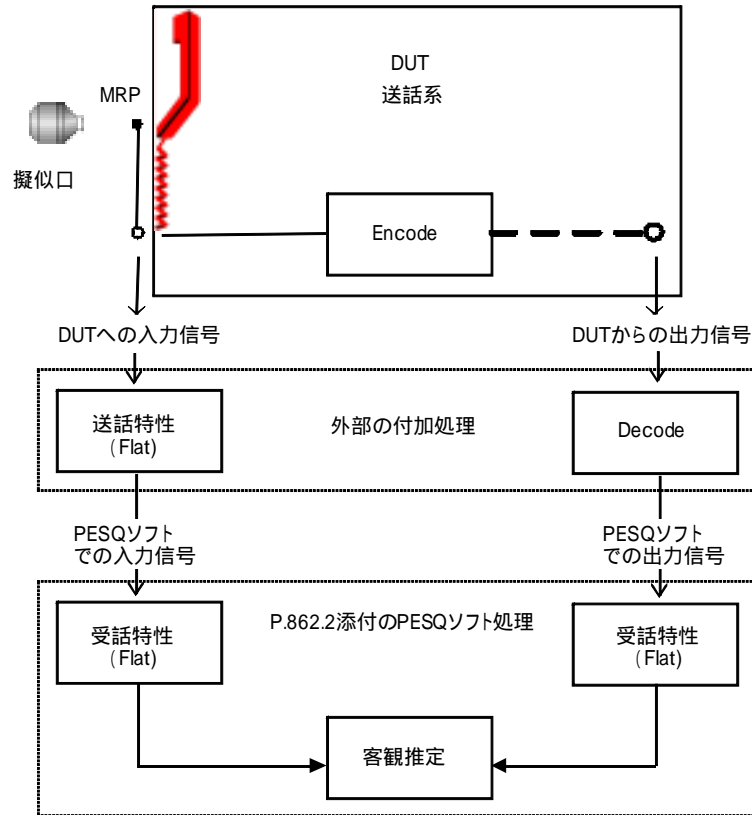 DUT
送話系
MRP
擬似口
Encode
DUTへの入力信号
DUTからの出力信号
送話特性
(Flat)
外部の付加処理
Decode
PESQソフト
での入力信号
PESQソフト
での出力信号
受話特性
(Flat)
P.862.2添付のPESQソフト処理
受話特性
(Flat)
客観推定